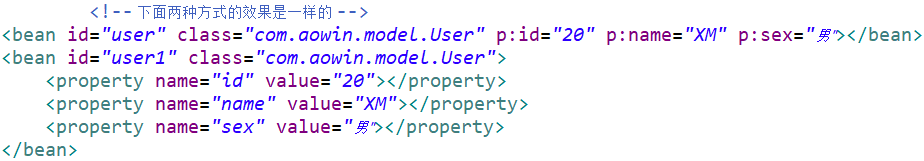 <!-- 下面两种方式的效果是一样的 -->
<bean id="user" class="com.aowin.model.User" p:id="20" p:name="XM" p:sex="男"></bean>
<bean id="user1" class="com.aowin.model.User">
<property name="id" value="20"></property>
<property name="name" value="XM"></property>
<property name="sex" value="男"></property>
</bean>